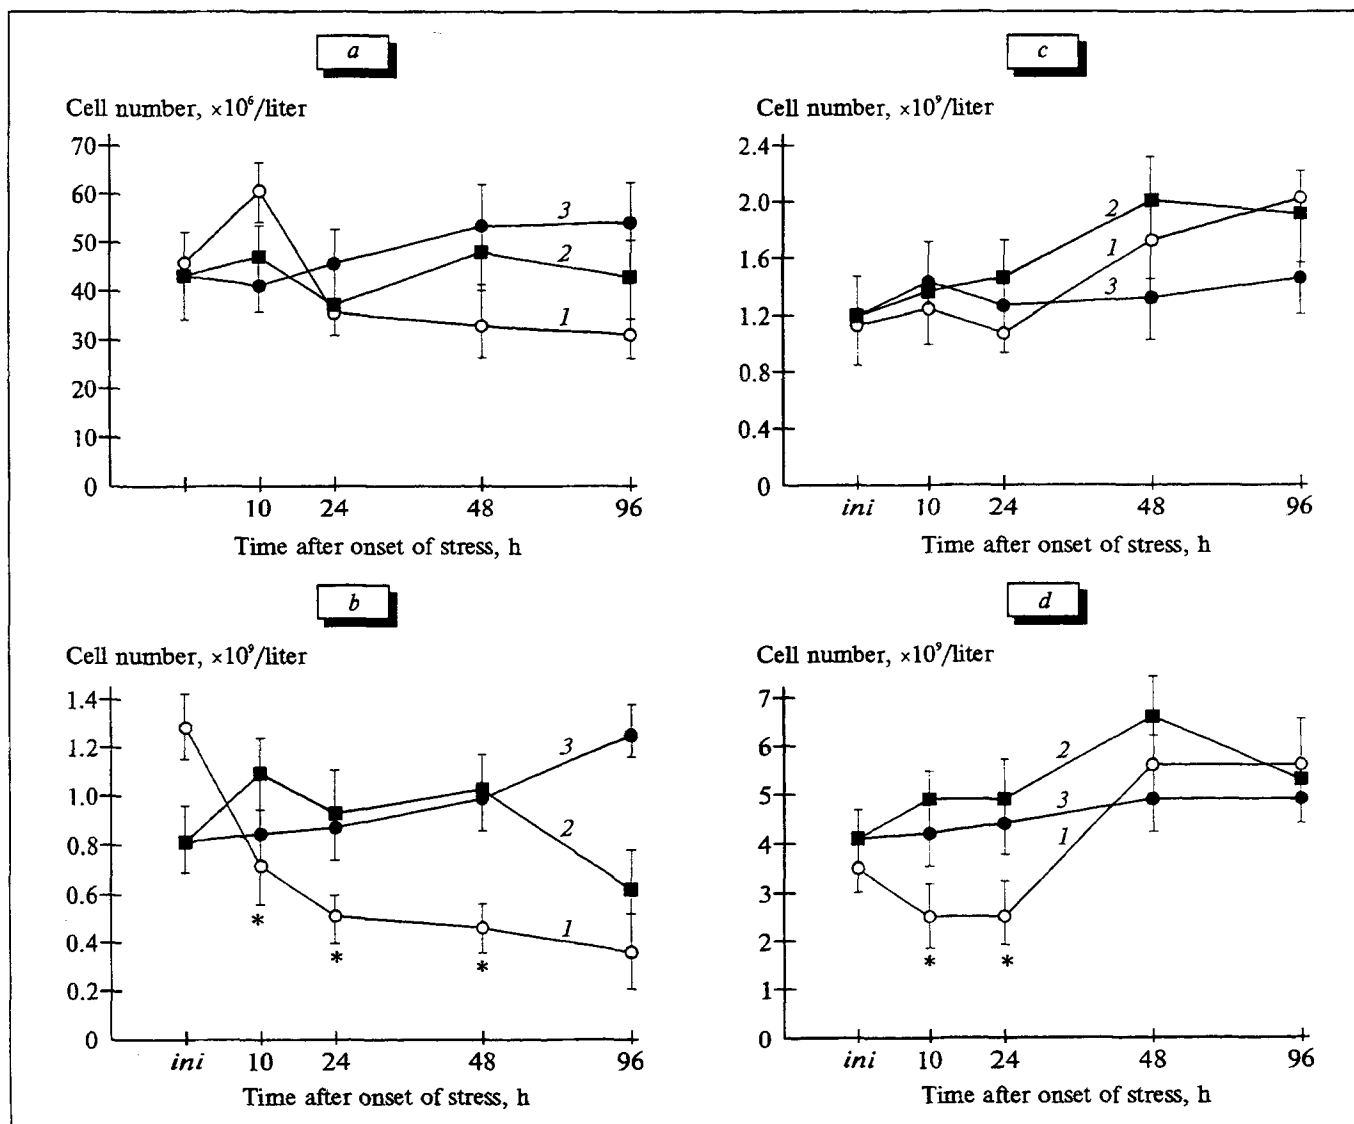 a
Cell number, ×10⁶/liter
70
60
50
40
30
20
10
0
3
2
1
10 24 48 96
Time after onset of stress, h
c
Cell number, ×10⁹/liter
2.4
2.0
1.6
1.2
0.8
0.4
0
2
1
3
ini 10 24 48 96
Time after onset of stress, h
b
Cell number, ×10⁹/liter
1.4
1.2
1.0
0.8
0.6
0.4
0.2
0
3
2
1
* * *
ini 10 24 48 96
Time after onset of stress, h
d
Cell number, ×10⁹/liter
7
6
5
4
3
2
1
0
2
3
1
* *
ini 10 24 48 96
Time after onset of stress, h